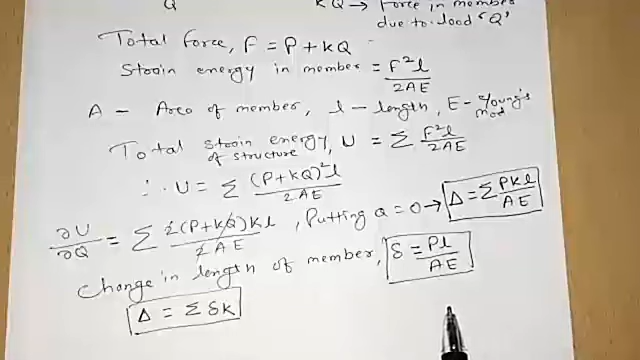 Q
kQ → Force in member
due to load 'Q'
Total force, F = P + kQ
Strain energy in member = F²l / 2AE
A – Area of member, l – length, E – Young's mod
Total strain energy of structure, U = Σ F²l / 2AE
∴ U = Σ (P+kQ)²l / 2AE
∂U/∂Q = Σ 2(P+kQ)kl / 2AE , Putting Q = 0 → Δ = Σ Pkl / AE
Change in length of member, δ = Pl / AE
Δ = Σ δk